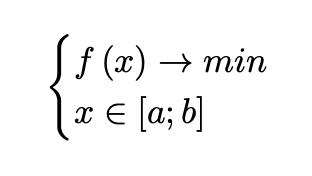 f (x) → min
x ∈ [a; b]